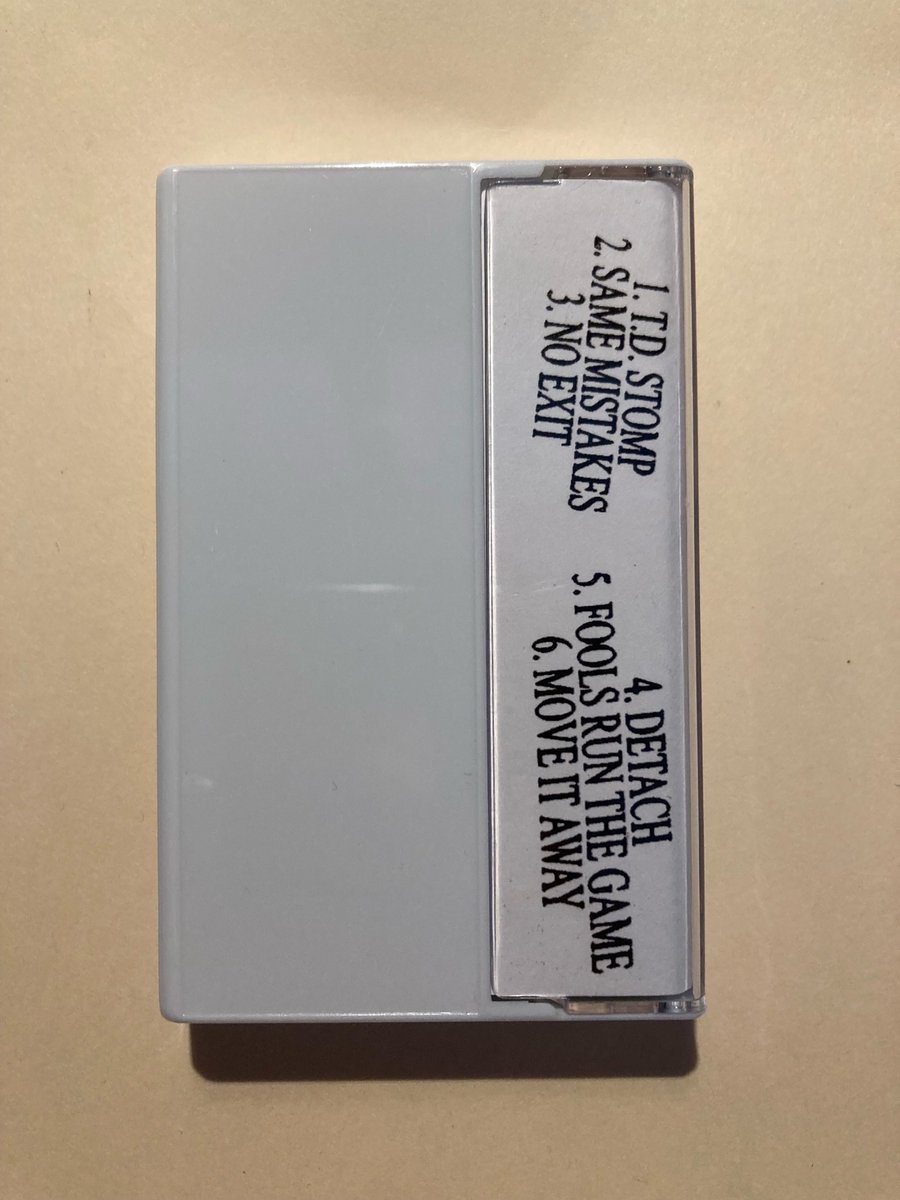 1. T.D. STOMP
2. SAME MISTAKES
3. NO EXIT
4. DETACH
5. FOOLS RUN THE GAME
6. MOVE IT AWAY